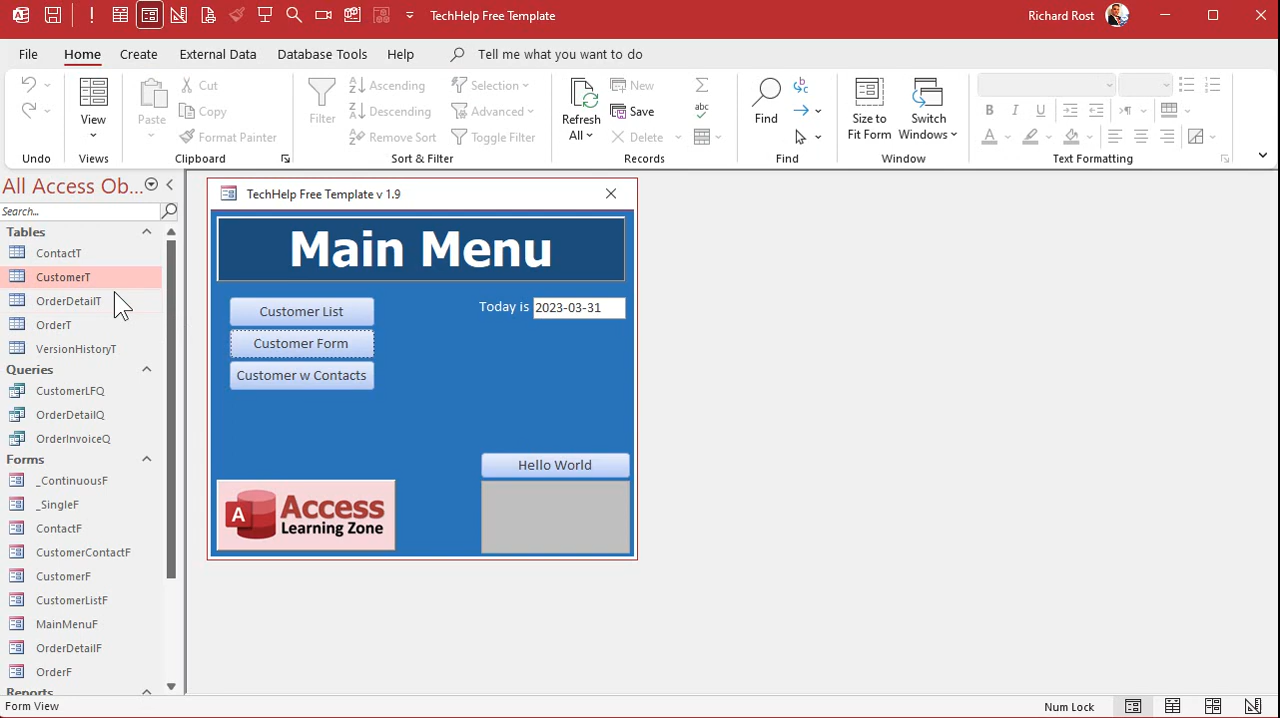 TechHelp Free Template
Richard Rost
File Home Create External Data Database Tools Help Tell me what you want to do
Undo
View
Views
Paste
Cut
Copy
Format Painter
Clipboard
Filter
Ascending
Descending
Remove Sort
Selection
Advanced
Toggle Filter
Sort & Filter
Refresh
All
New
Save
Delete
Records
Find
Find
Size to
Fit Form
Switch
Windows
Window
Text Formatting
All Access Ob...
Search...
Tables
ContactT
CustomerT
OrderDetailT
OrderT
VersionHistoryT
Queries
CustomerLFQ
OrderDetailQ
OrderInvoiceQ
Forms
_ContinuousF
_SingleF
ContactF
CustomerContactF
CustomerF
CustomerListF
MainMenuF
OrderDetailF
OrderF
Reports
TechHelp Free Template v 1.9
Main Menu
Customer List
Customer Form
Customer w Contacts
Today is 2023-03-31
Hello World
A Access
Learning Zone
Form View
Num Lock